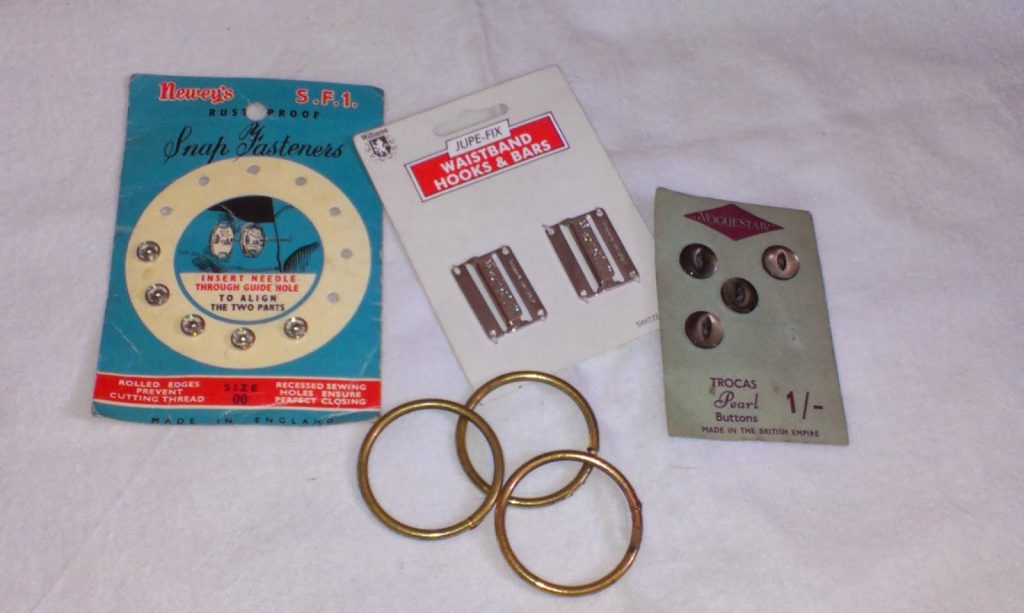 Newey's S.F.1.
RUST PROOF
Snap Fasteners
INSERT NEEDLE
THROUGH GUIDE HOLE
TO ALIGN
THE TWO PARTS
ROLLED EDGES
PREVENT
CUTTING THREAD
SIZE
00
RECESSED SEWING
HOLES ENSURE
PERFECT CLOSING
MADE IN ENGLAND
JUPE-FIX
WAISTBAND
HOOKS & BARS
VOGUE STAR
TROCAS
Pearl
Buttons
1/-
MADE IN THE BRITISH EMPIRE